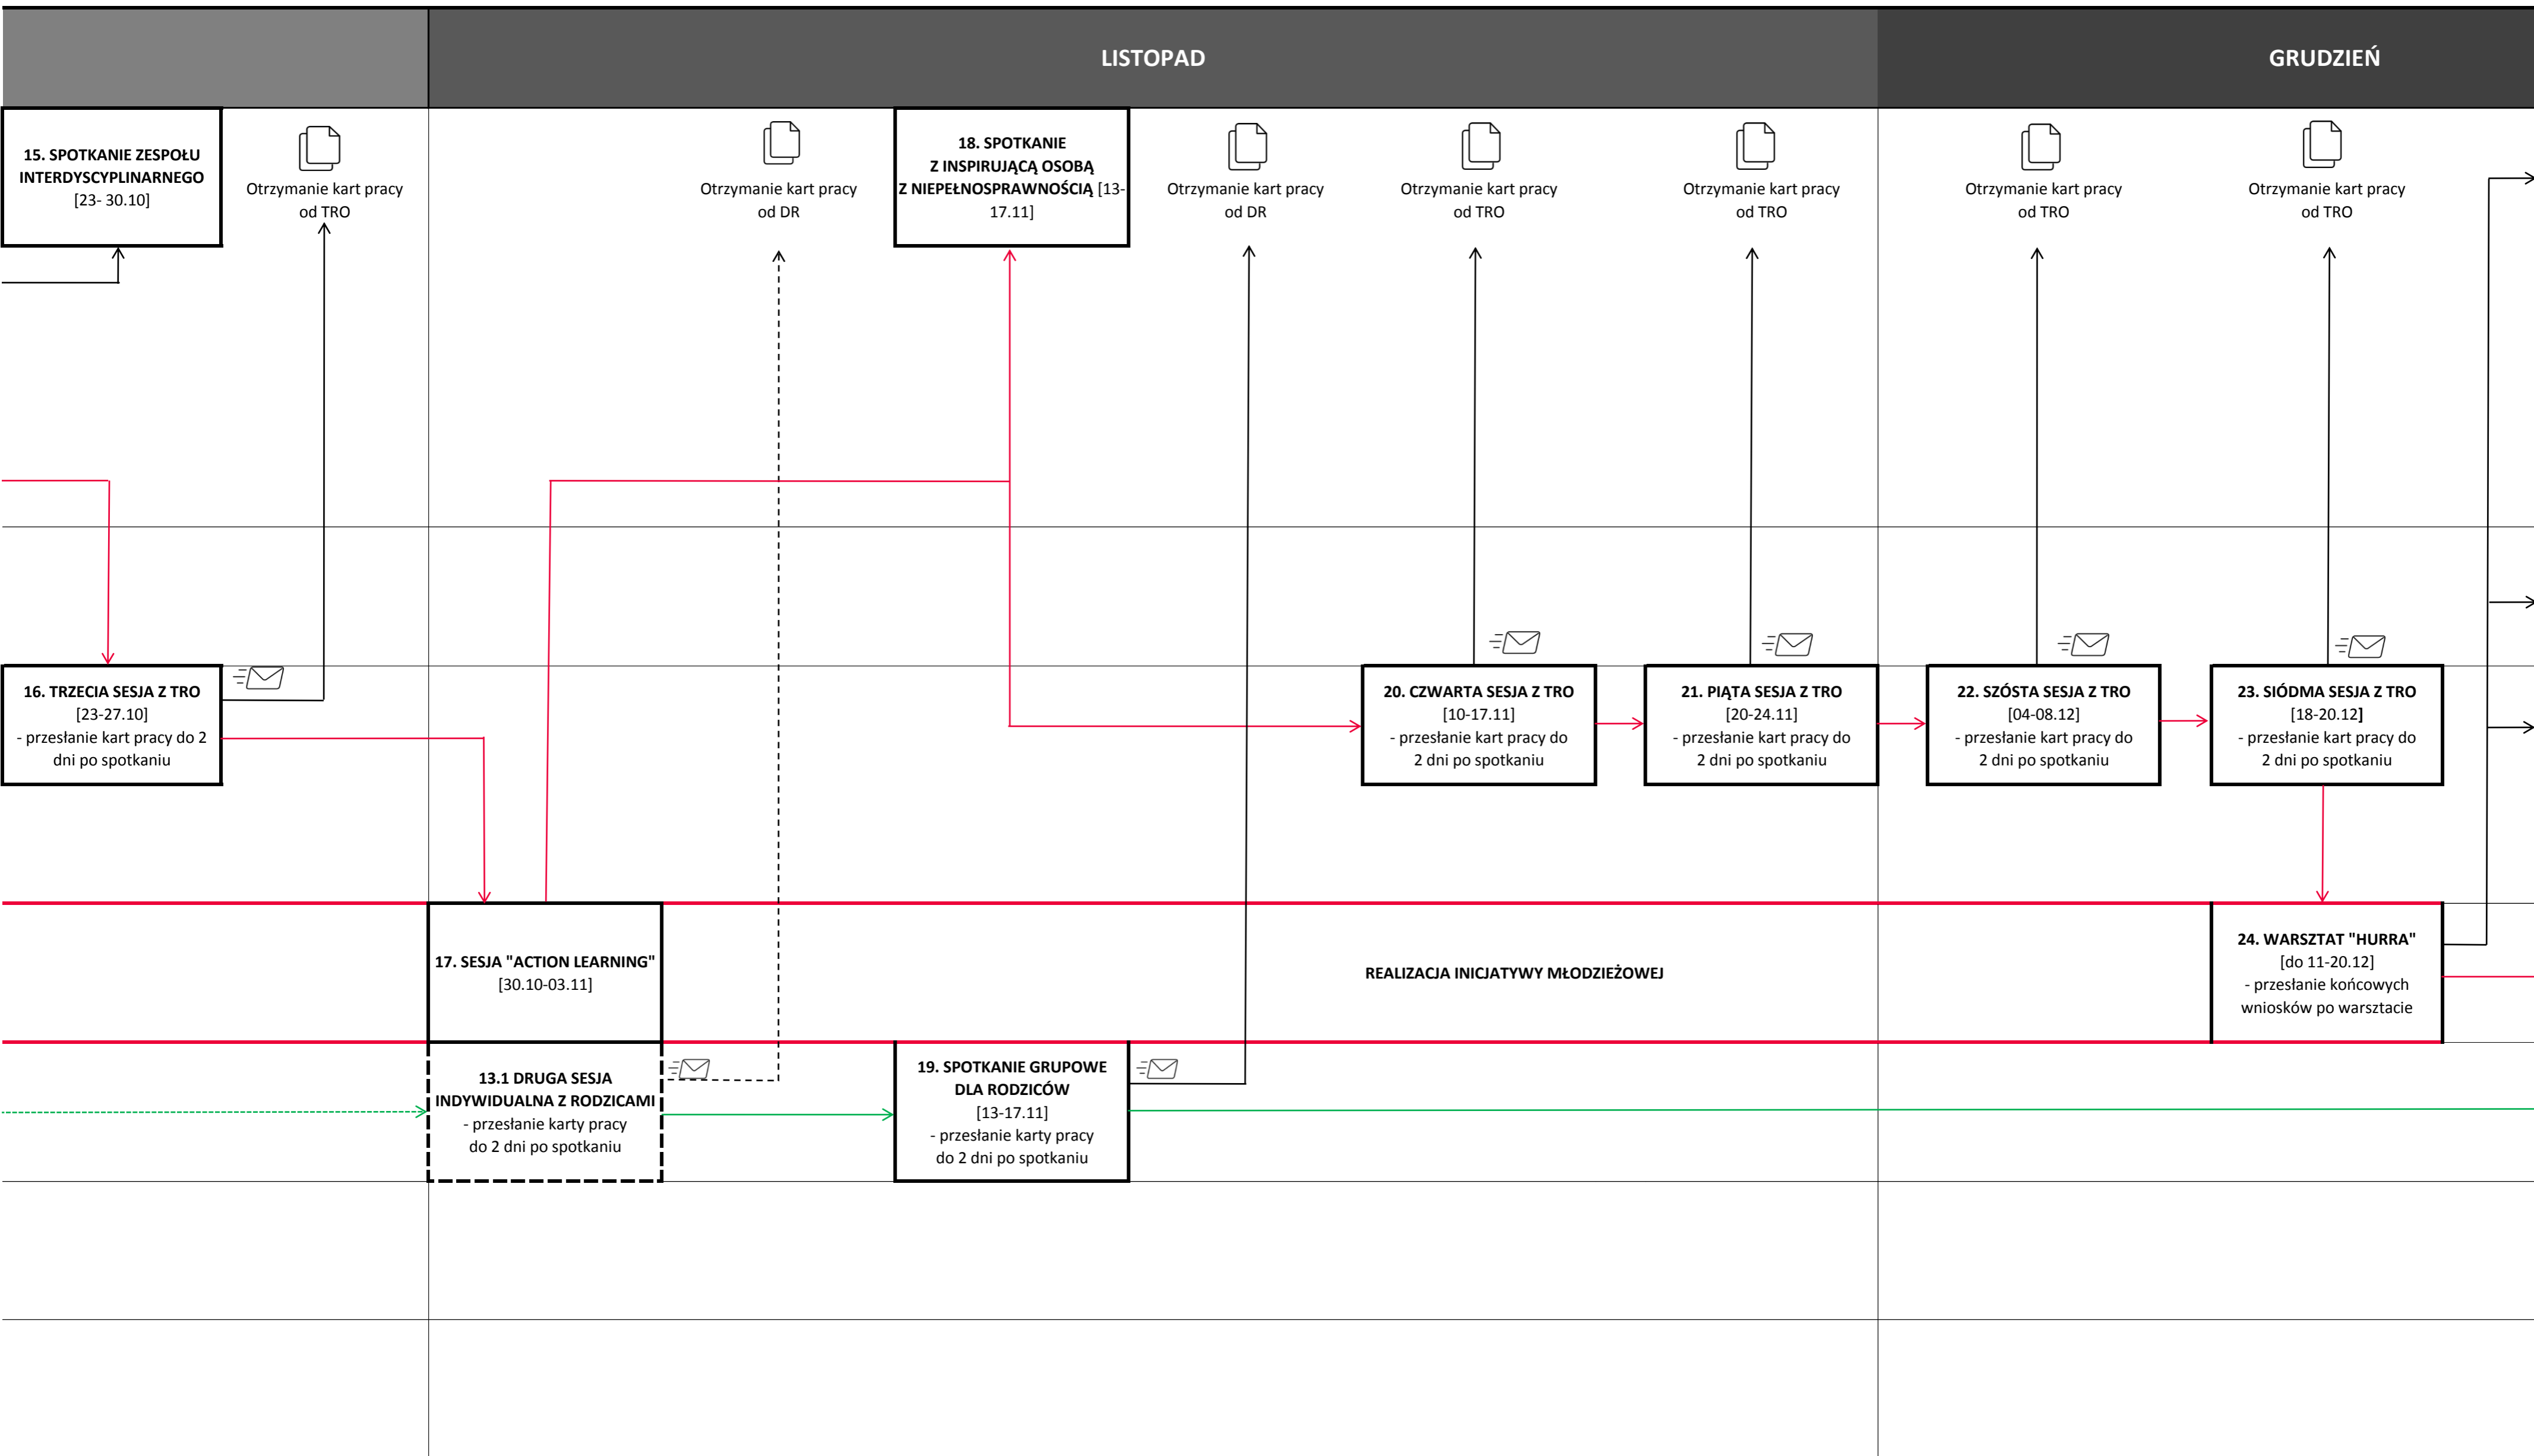 LISTOPAD
GRUDZIEŃ
15. SPOTKANIE ZESPOŁU
INTERDYSCYPLINARNEGO
[23- 30.10]
Otrzymanie kart pracy
od TRO
Otrzymanie kart pracy
od DR
18. SPOTKANIE
Z INSPIRUJĄCĄ OSOBĄ
Z NIEPEŁNOSPRAWNOŚCIĄ [13-
17.11]
Otrzymanie kart pracy
od DR
Otrzymanie kart pracy
od TRO
Otrzymanie kart pracy
od TRO
Otrzymanie kart pracy
od TRO
Otrzymanie kart pracy
od TRO
16. TRZECIA SESJA Z TRO
[23-27.10]
- przesłanie kart pracy do 2
dni po spotkaniu
20. CZWARTA SESJA Z TRO
[10-17.11]
- przesłanie kart pracy do
2 dni po spotkaniu
21. PIĄTA SESJA Z TRO
[20-24.11]
- przesłanie kart pracy do
2 dni po spotkaniu
22. SZÓSTA SESJA Z TRO
[04-08.12]
- przesłanie kart pracy do
2 dni po spotkaniu
23. SIÓDMA SESJA Z TRO
[18-20.12]
- przesłanie kart pracy do
2 dni po spotkaniu
17. SESJA "ACTION LEARNING"
[30.10-03.11]
REALIZACJA INICJATYWY MŁODZIEŻOWEJ
24. WARSZTAT "HURRA"
[do 11-20.12]
- przesłanie końcowych
wniosków po warsztacie
13.1 DRUGA SESJA
INDYWIDUALNA Z RODZICAMI
- przesłanie karty pracy
do 2 dni po spotkaniu
19. SPOTKANIE GRUPOWE
DLA RODZICÓW
[13-17.11]
- przesłanie karty pracy
do 2 dni po spotkaniu